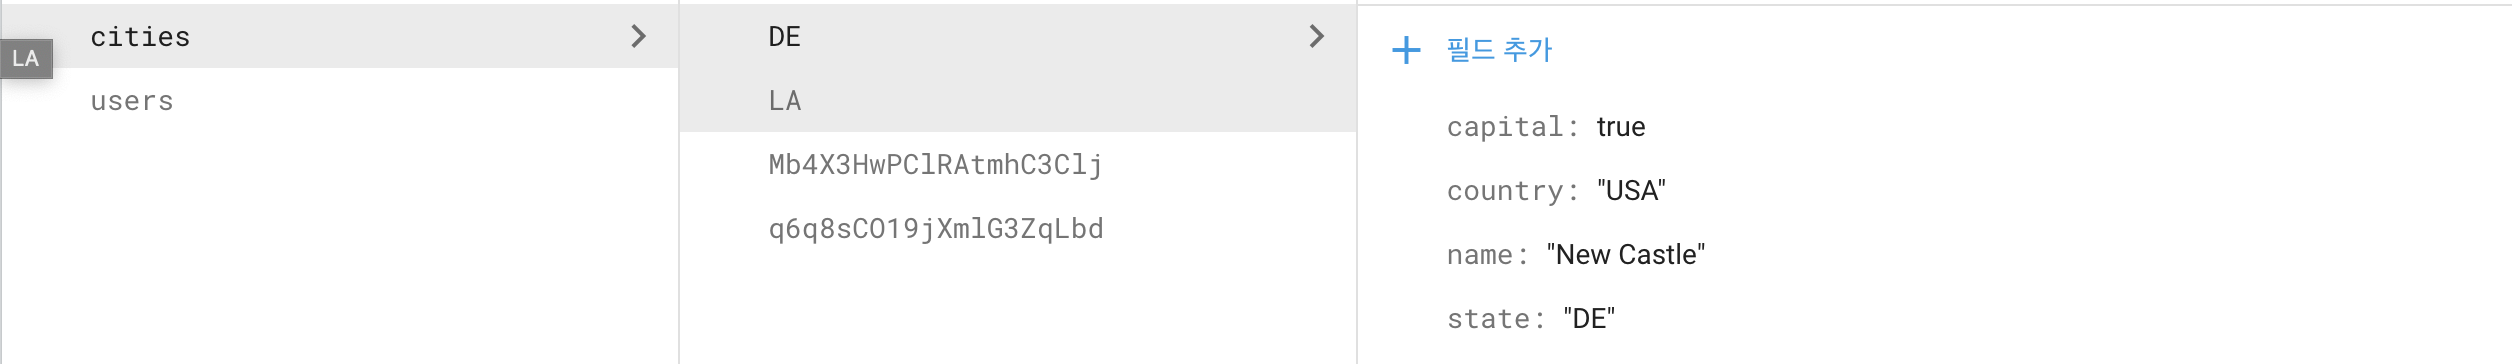 cities
LA
users
DE
LA
Mb4X3HwPClRAtmhC3Clj
q6q8sCO19jXmlG3ZqLbd
필드 추가
capital: true
country: "USA"
name: "New Castle"
state: "DE"